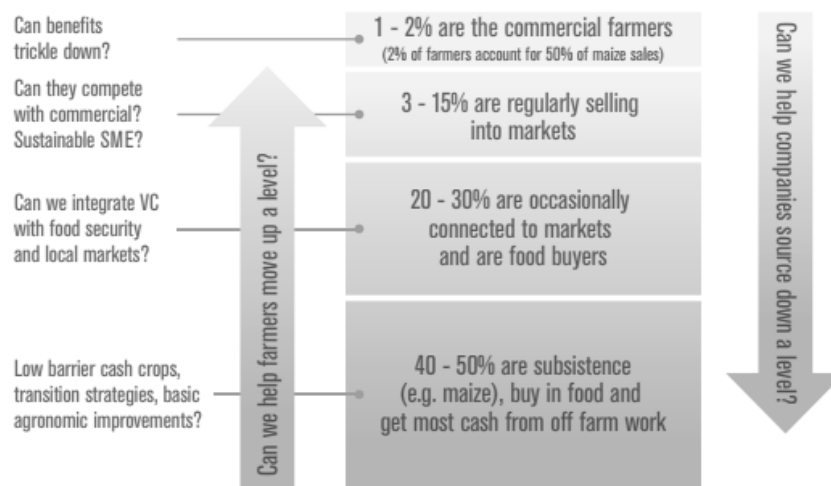 Can benefits
trickle down?
1 - 2% are the commercial farmers
(2% of farmers account for 50% of maize sales)
Can they compete
with commercial?
Sustainable SME?
3 - 15% are regularly selling
into markets
Can we integrate VC
with food security
and local markets?
20 - 30% are occasionally
connected to markets
and are food buyers
Low barrier cash crops,
transition strategies, basic
agronomic improvements?
40 - 50% are subsistence
(e.g. maize), buy in food and
get most cash from off farm work
Can we help farmers move up a level?
Can we help companies source down a level?